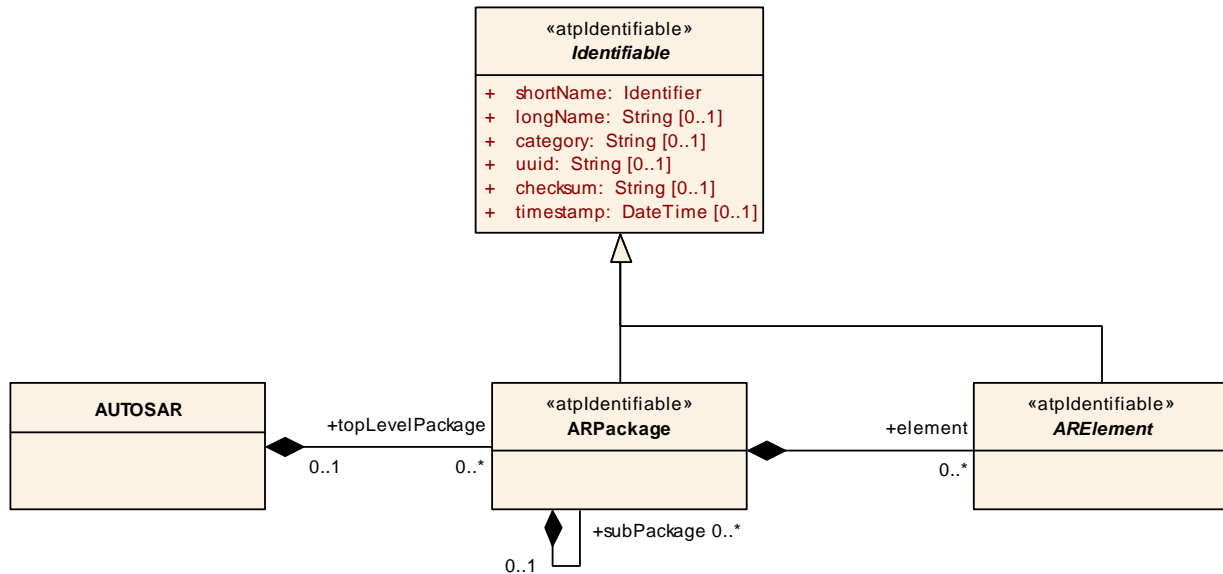 «atpIdentifiable»
Identifiable
+ shortName: Identifier
+ longName: String [0..1]
+ category: String [0..1]
+ uuid: String [0..1]
+ checksum: String [0..1]
+ timestamp: DateTime [0..1]
AUTOSAR
+topLevelPackage
0..1
0..*
«atpIdentifiable»
ARPackage
+element
0..*
«atpIdentifiable»
ARElement
+subPackage 0..*
0..1